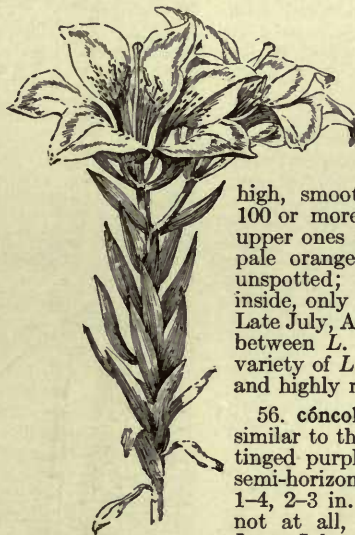 high, smoot
100 or more
upper ones
pale orange
unspotted;
inside, only
Late July, A
between L.
variety of L
and highly r
56. cóncol
similar to th
tinged purpl
semi-horizon
1–4, 2–3 in.
not at all,